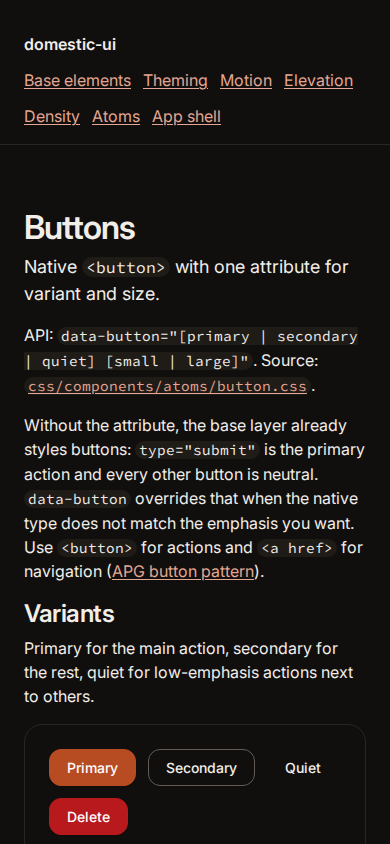 domestic-ui
Base elements Theming Motion Elevation
Density Atoms App shell
Buttons
Native <button> with one attribute for
variant and size.
API: data-button="[primary | secondary
| quiet] [small | large]". Source:
css/components/atoms/button.css.
Without the attribute, the base layer already
styles buttons: type="submit" is the primary
action and every other button is neutral.
data-button overrides that when the native
type does not match the emphasis you want.
Use <button> for actions and <a href> for
navigation (APG button pattern).
Variants
Primary for the main action, secondary for
the rest, quiet for low-emphasis actions next
to others.
Primary Secondary Quiet
Delete